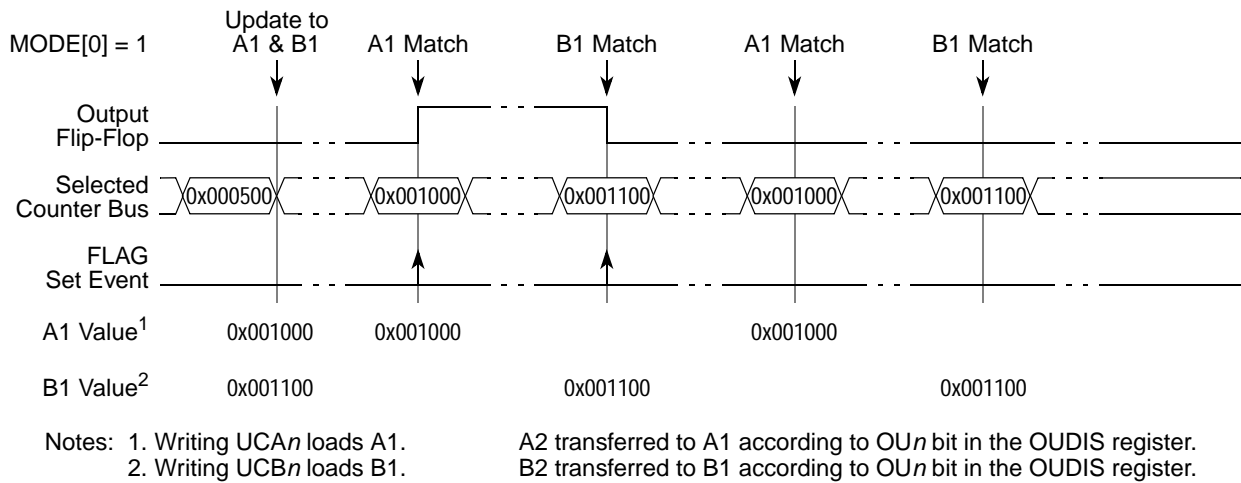 Update to
MODE[0] = 1 A1 & B1 A1 Match B1 Match A1 Match B1 Match
Output
Flip-Flop
Selected
Counter Bus
0x000500 0x001000 0x001100 0x001000 0x001100
FLAG
Set Event
A1 Value1 0x001000 0x001000 0x001000
B1 Value2 0x001100 0x001100 0x001100
Notes: 1. Writing UCAn loads A1. A2 transferred to A1 according to OUn bit in the OUDIS register.
2. Writing UCBn loads B1. B2 transferred to B1 according to OUn bit in the OUDIS register.